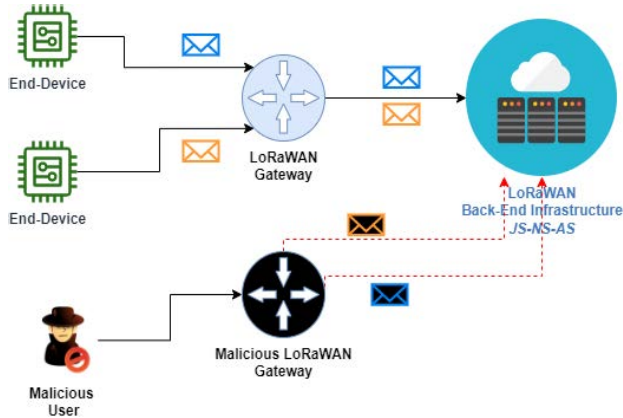 End-Device
End-Device
LoRaWAN
Gateway
LoRaWAN
Back-End Infrastructure
JS-NS-AS
Malicious LoRaWAN
Gateway
Malicious
User